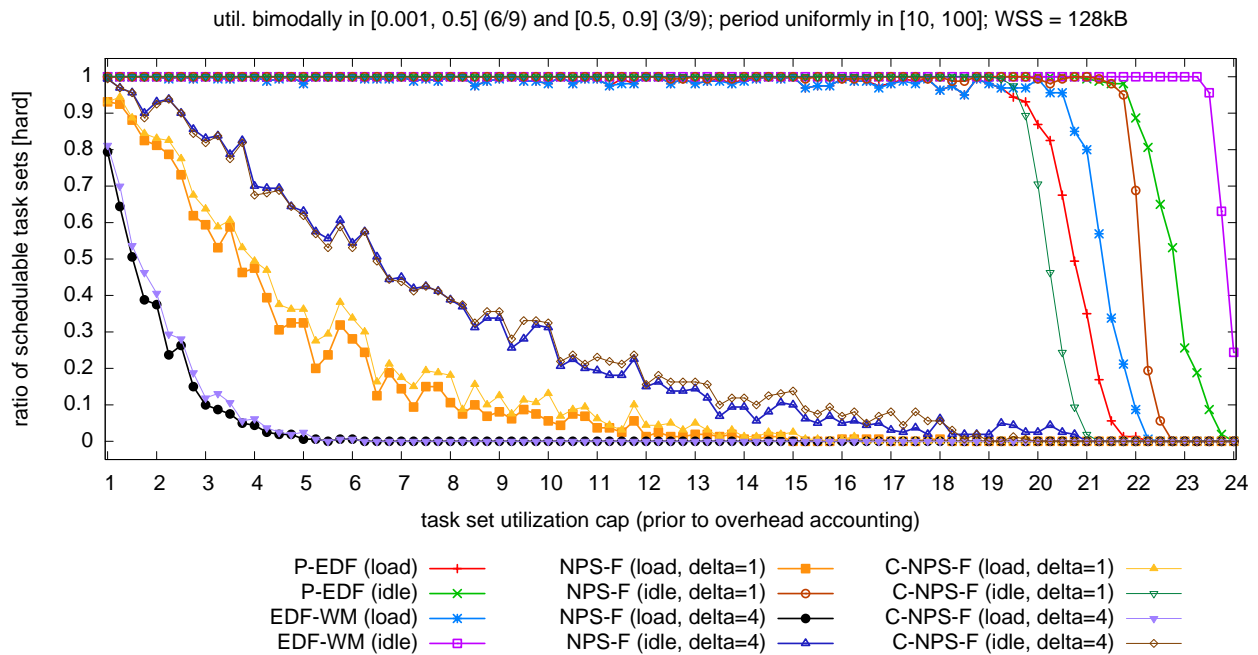 util. bimodally in [0.001, 0.5] (6/9) and [0.5, 0.9] (3/9); period uniformly in [10, 100]; WSS = 128kB
ratio of schedulable task sets [hard]
1
0.9
0.8
0.7
0.6
0.5
0.4
0.3
0.2
0.1
0
1 2 3 4 5 6 7 8 9 10 11 12 13 14 15 16 17 18 19 20 21 22 23 24
task set utilization cap (prior to overhead accounting)
P-EDF (load) NPS-F (load, delta=1) C-NPS-F (load, delta=1)
P-EDF (idle) NPS-F (idle, delta=1) C-NPS-F (idle, delta=1)
EDF-WM (load) NPS-F (load, delta=4) C-NPS-F (load, delta=4)
EDF-WM (idle) NPS-F (idle, delta=4) C-NPS-F (idle, delta=4)